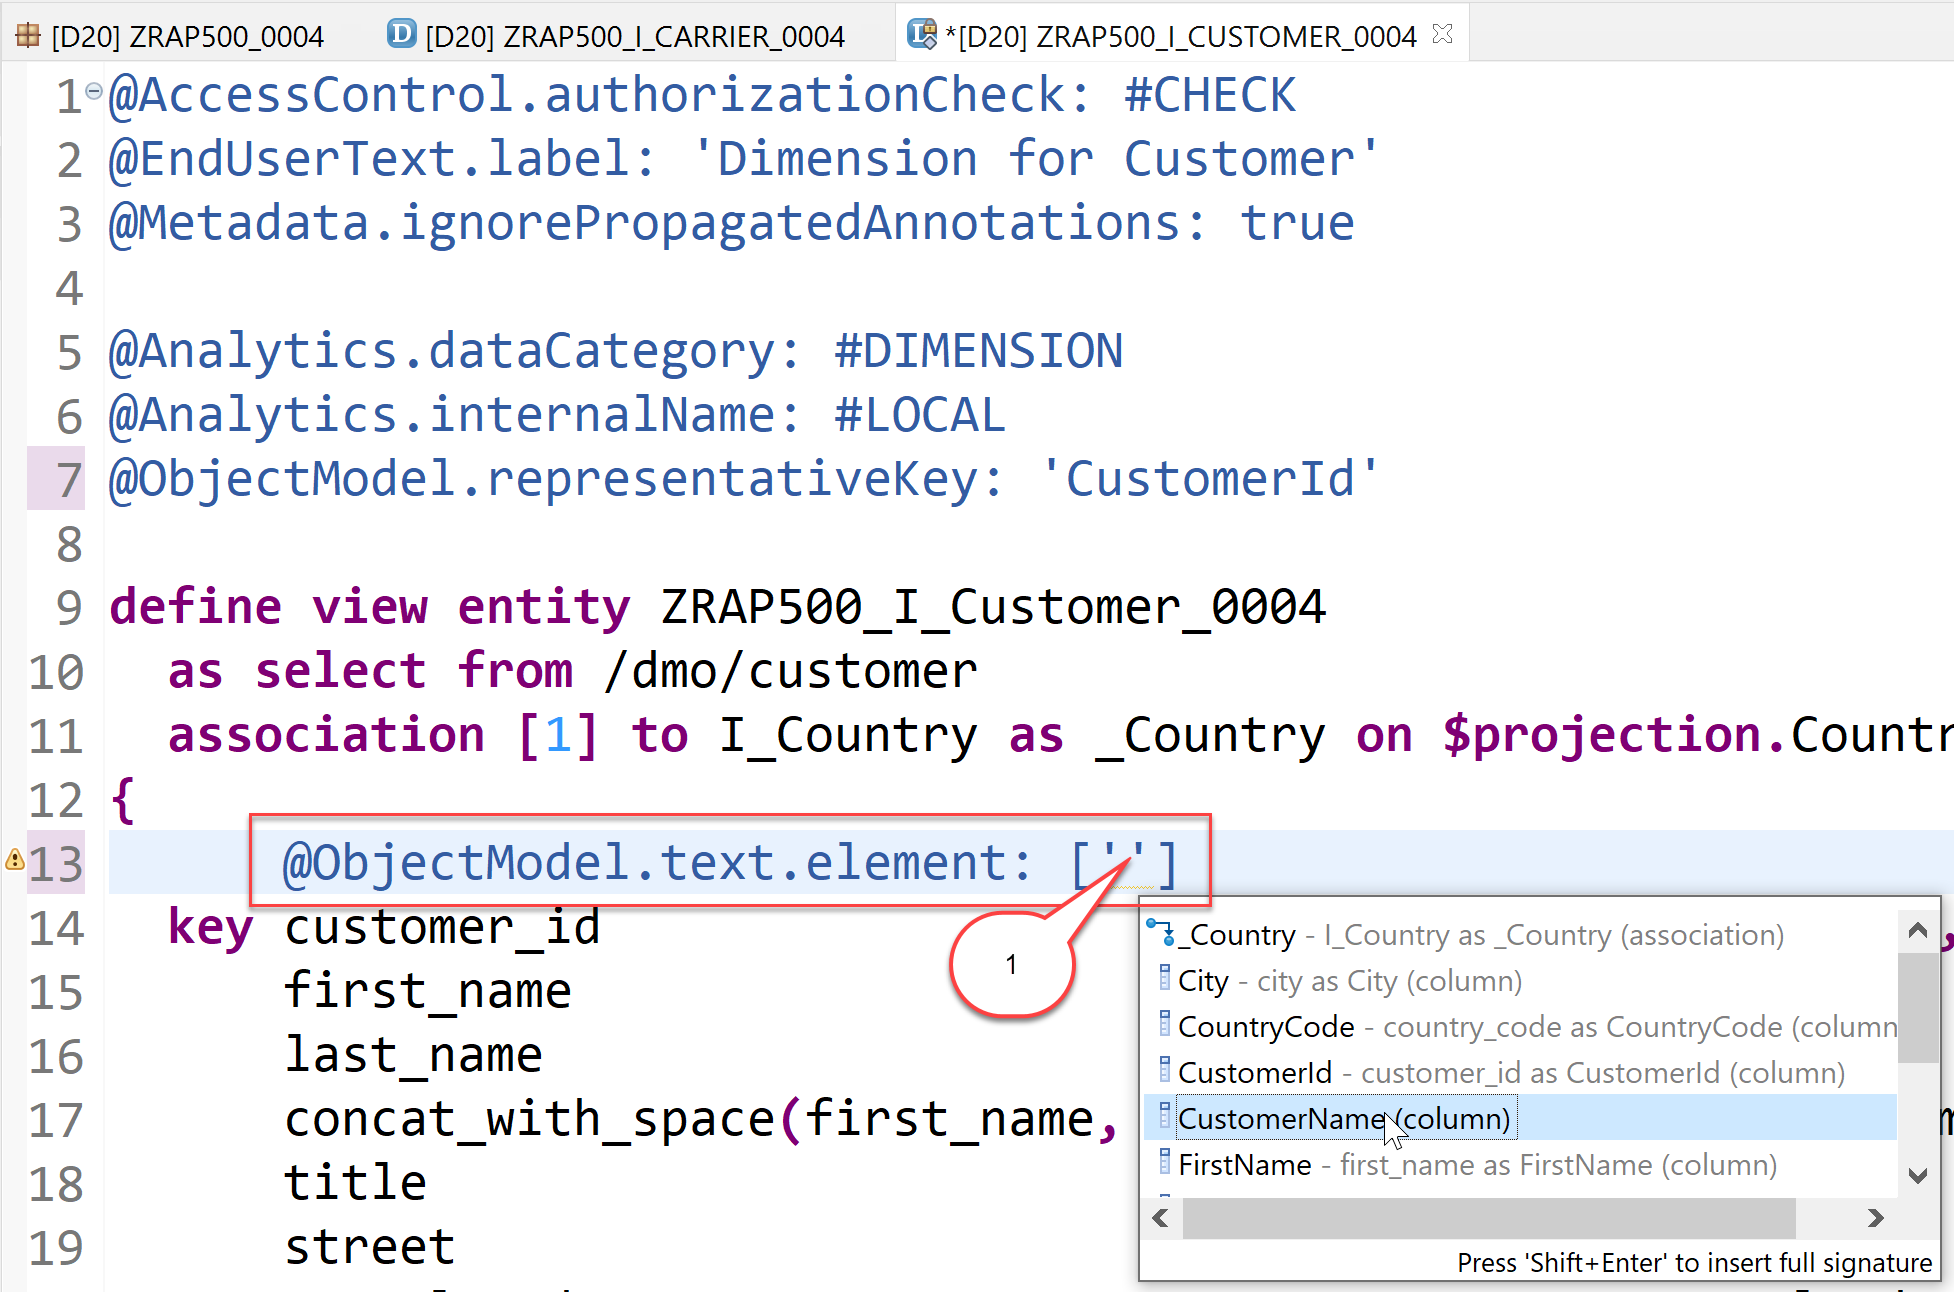 [D20] ZRAP500_0004 [D20] ZRAP500_I_CARRIER_0004 *[D20] ZRAP500_I_CUSTOMER_0004
1 @AccessControl.authorizationCheck: #CHECK
2 @EndUserText.label: 'Dimension for Customer'
3 @Metadata.ignorePropagatedAnnotations: true
4
5 @Analytics.dataCategory: #DIMENSION
6 @Analytics.internalName: #LOCAL
7 @ObjectModel.representativeKey: 'CustomerId'
8
9 define view entity ZRAP500_I_Customer_0004
10 as select from /dmo/customer
11 association [1] to I_Country as _Country on $projection.Countr
12 {
13 @ObjectModel.text.element: ['']
14 key customer_id
15 first_name
16 last_name
17 concat_with_space(first_name,
18 title
19 street
1
_Country - I_Country as _Country (association)
City - city as City (column)
CountryCode - country_code as CountryCode (column
CustomerId - customer_id as CustomerId (column)
CustomerName (column)
FirstName - first_name as FirstName (column)
Press 'Shift+Enter' to insert full signature